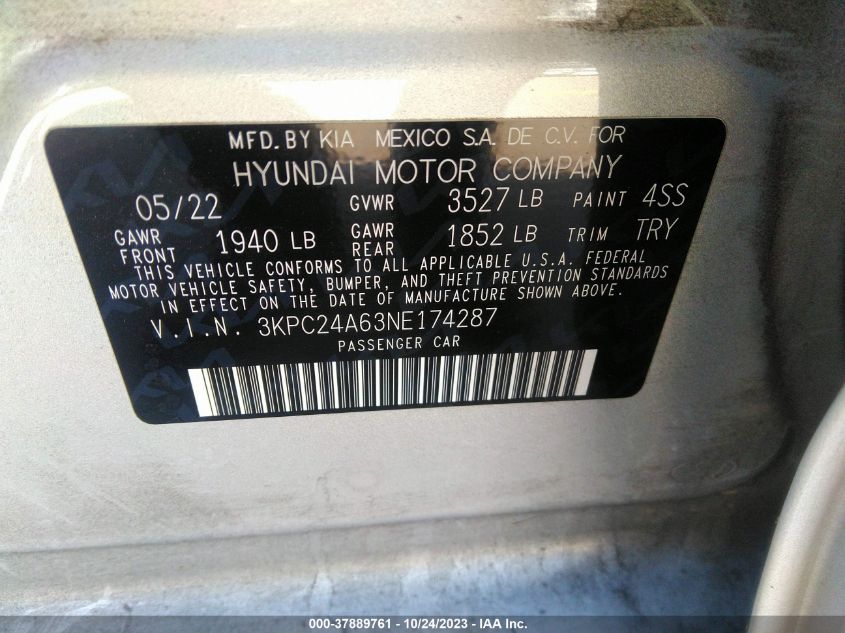 MFD. BY KIA MEXICO S.A. DE C.V. FOR
HYUNDAI MOTOR COMPANY
05/22 GVWR 3527 LB PAINT 4SS
GAWR FRONT 1940 LB GAWR REAR 1852 LB TRIM TRY
THIS VEHICLE CONFORMS TO ALL APPLICABLE U.S.A. FEDERAL
MOTOR VEHICLE SAFETY, BUMPER, AND THEFT PREVENTION STANDARDS
IN EFFECT ON THE DATE OF MANUFACTURE SHOWN ABOVE.
V.I.N. 3KPC24A63NE174287
PASSENGER CAR
000-37889761 - 10/24/2023 - IAA Inc.